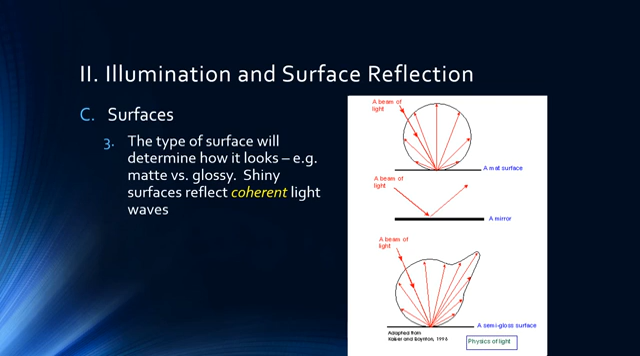 II. Illumination and Surface Reflection
C. Surfaces
3. The type of surface will
determine how it looks – e.g.
matte vs. glossy. Shiny
surfaces reflect coherent light
waves
A beam of
light
A mat surface
A beam of
light
A mirror
A beam of
light
A semi-gloss surface
Adapted from
Kaiser and Boynton, 1996
Physics of light